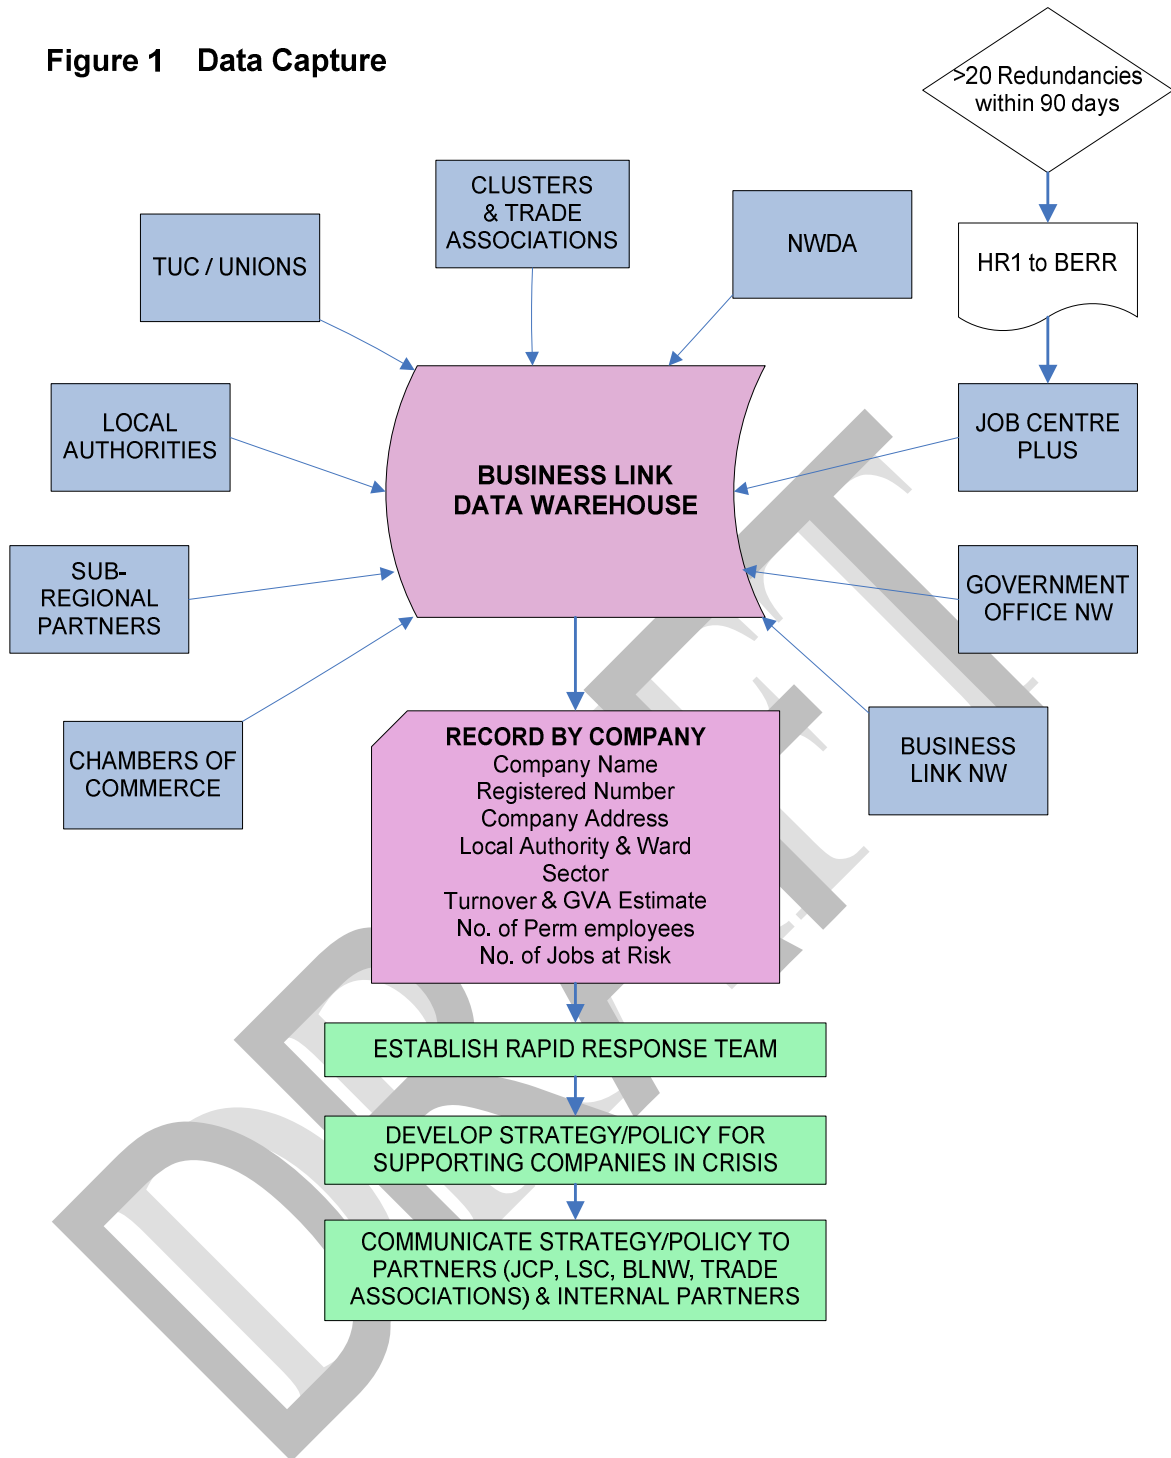 Figure 1 Data Capture
>20 Redundancies
within 90 days
CLUSTERS
& TRADE
ASSOCIATIONS
NWDA
TUC / UNIONS
HR1 to BERR
LOCAL
AUTHORITIES
JOB CENTRE
PLUS
BUSINESS LINK
DATA WAREHOUSE
SUB-
REGIONAL
PARTNERS
GOVERNMENT
OFFICE NW
CHAMBERS OF
COMMERCE
BUSINESS
LINK NW
RECORD BY COMPANY
Company Name
Registered Number
Company Address
Local Authority & Ward
Sector
Turnover & GVA Estimate
No. of Perm employees
No. of Jobs at Risk
ESTABLISH RAPID RESPONSE TEAM
DEVELOP STRATEGY/POLICY FOR
SUPPORTING COMPANIES IN CRISIS
COMMUNICATE STRATEGY/POLICY TO
PARTNERS (JCP, LSC, BLNW, TRADE
ASSOCIATIONS) & INTERNAL PARTNERS
DRAFT